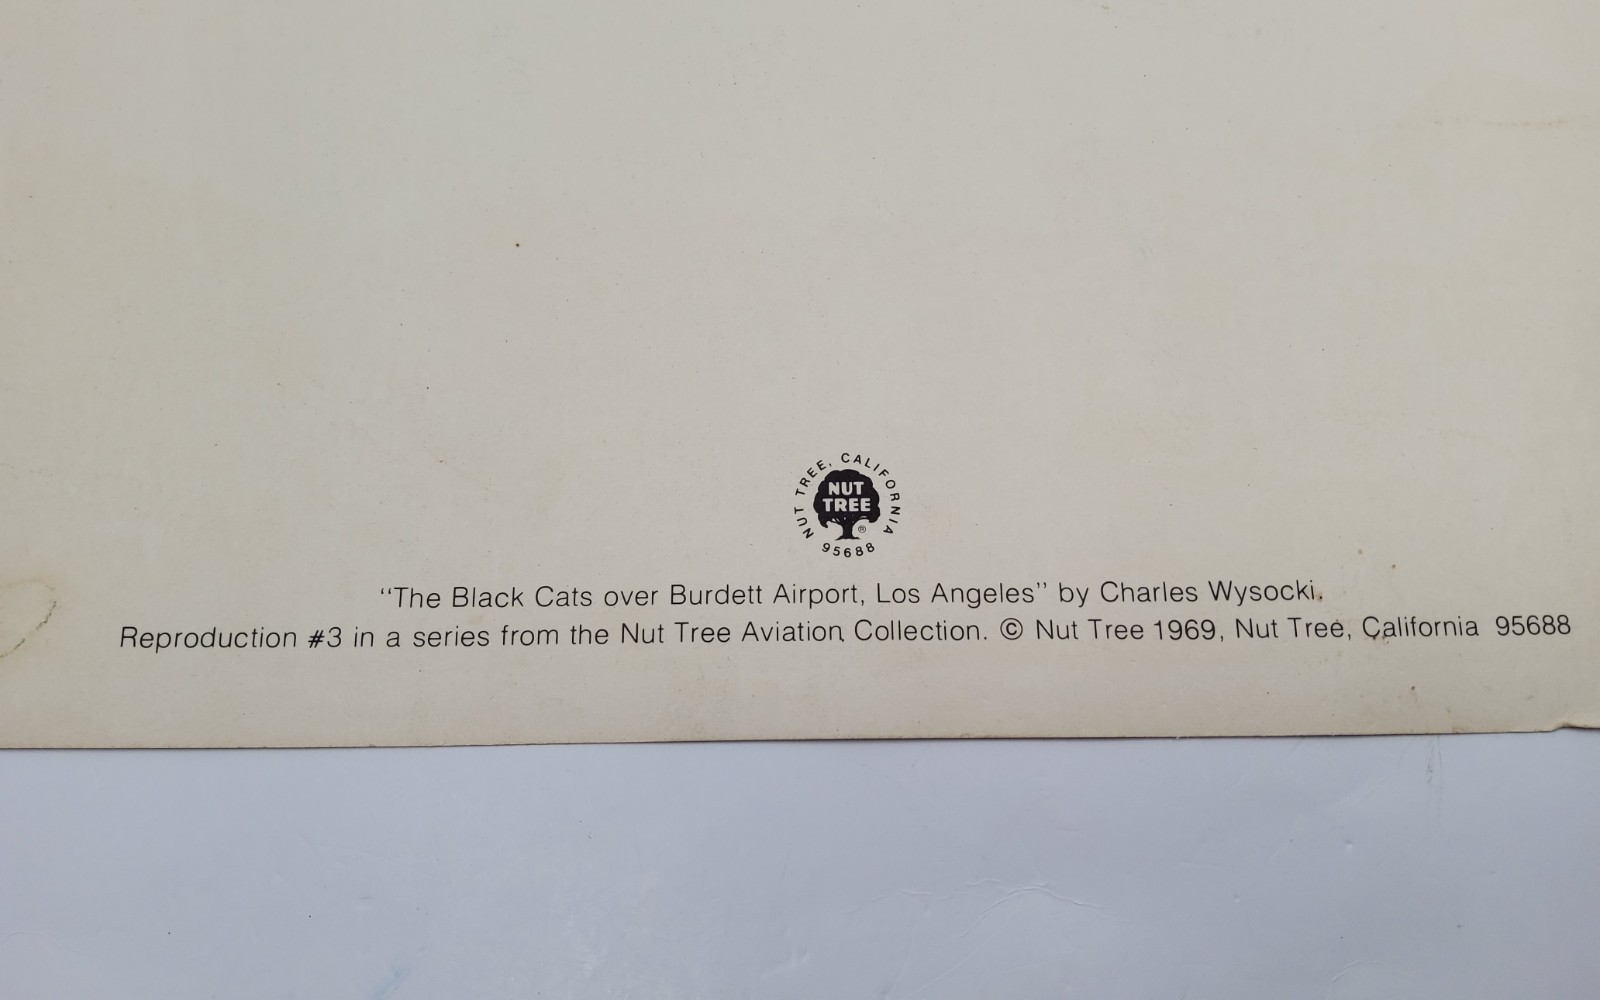 NUT TREE, CALIFORNIA
NUT
TREE
®
95688
“The Black Cats over Burdett Airport, Los Angeles” by Charles Wysocki.
Reproduction #3 in a series from the Nut Tree Aviation Collection. © Nut Tree 1969, Nut Tree, California 95688